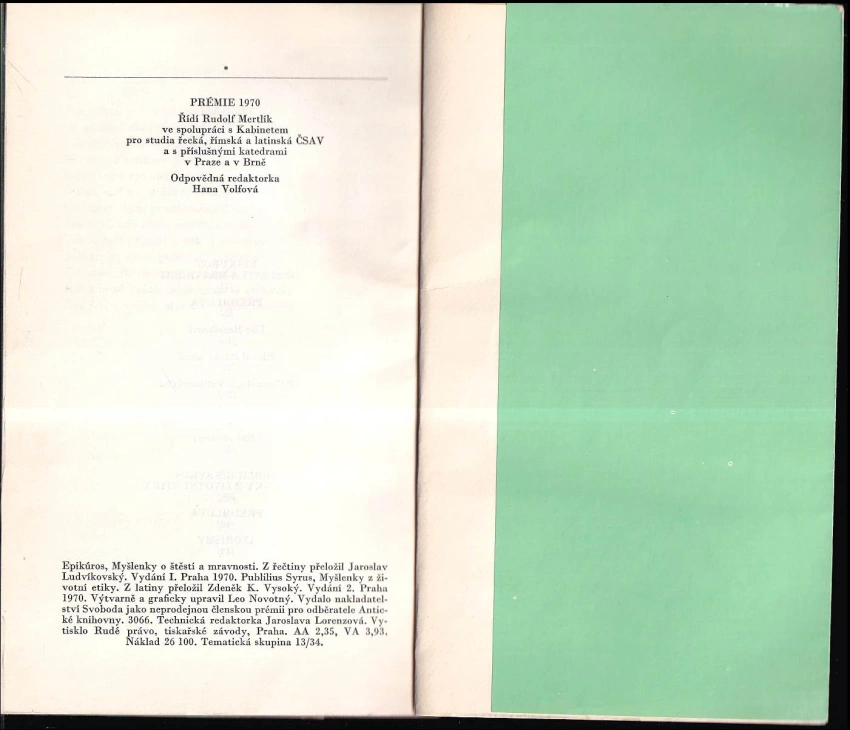 *
PRÉMIE 1970
Řídí Rudolf Mertlík
ve spolupráci s Kabinetem
pro studia řecká, římská a latinská ČSAV
a s příslušnými katedrami
v Praze a v Brně
Odpovědná redaktorka
Hana Volfová
Epikúros, Myšlenky o štěstí a mravnosti. Z řečtiny přeložil Jaroslav
Ludvíkovský. Vydání I. Praha 1970. Publilius Syrus, Myšlenky z ži-
votní etiky. Z latiny přeložil Zdeněk K. Vysoký. Vydání 2. Praha
1970. Výtvarně a graficky upravil Leo Novotný. Vydalo nakladatel-
ství Svoboda jako neprodejnou členskou prémii pro odběratele Antic-
ké knihovny. 3066. Technická redaktorka Jaroslava Lorenzová. Vy-
tisklo Rudé právo, tiskařské závody, Praha. AA 2,35, VA 3,93.
Náklad 26 100. Tematická skupina 13/34.